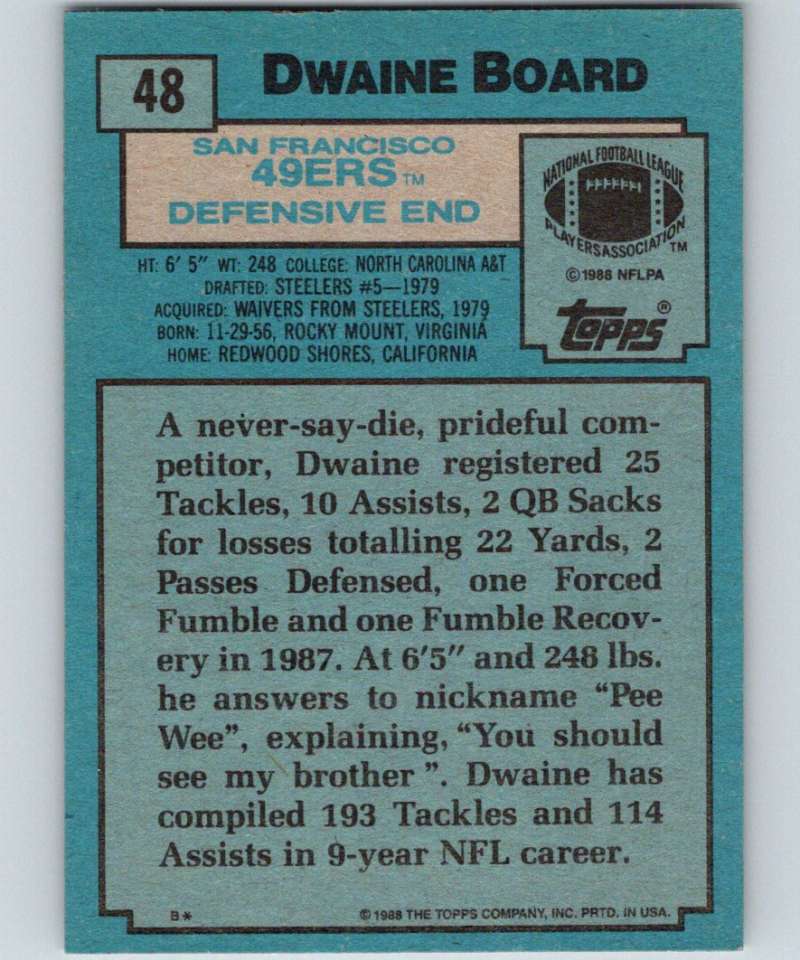 48
DWAINE BOARD
SAN FRANCISCO
49ERS™
DEFENSIVE END
NATIONAL FOOTBALL LEAGUE
PLAYERS ASSOCIATION™
©1988 NFLPA
topps®
HT: 6' 5" WT: 248 COLLEGE: NORTH CAROLINA A&T
DRAFTED: STEELERS #5—1979
ACQUIRED: WAIVERS FROM STEELERS, 1979
BORN: 11-29-56, ROCKY MOUNT, VIRGINIA
HOME: REDWOOD SHORES, CALIFORNIA
A never-say-die, prideful com-
petitor, Dwaine registered 25
Tackles, 10 Assists, 2 QB Sacks
for losses totalling 22 Yards, 2
Passes Defensed, one Forced
Fumble and one Fumble Recov-
ery in 1987. At 6'5" and 248 lbs.
he answers to nickname “Pee
Wee”, explaining, “You should
see my brother ”. Dwaine has
compiled 193 Tackles and 114
Assists in 9-year NFL career.
B*
© 1988 THE TOPPS COMPANY, INC. PRTD. IN USA.